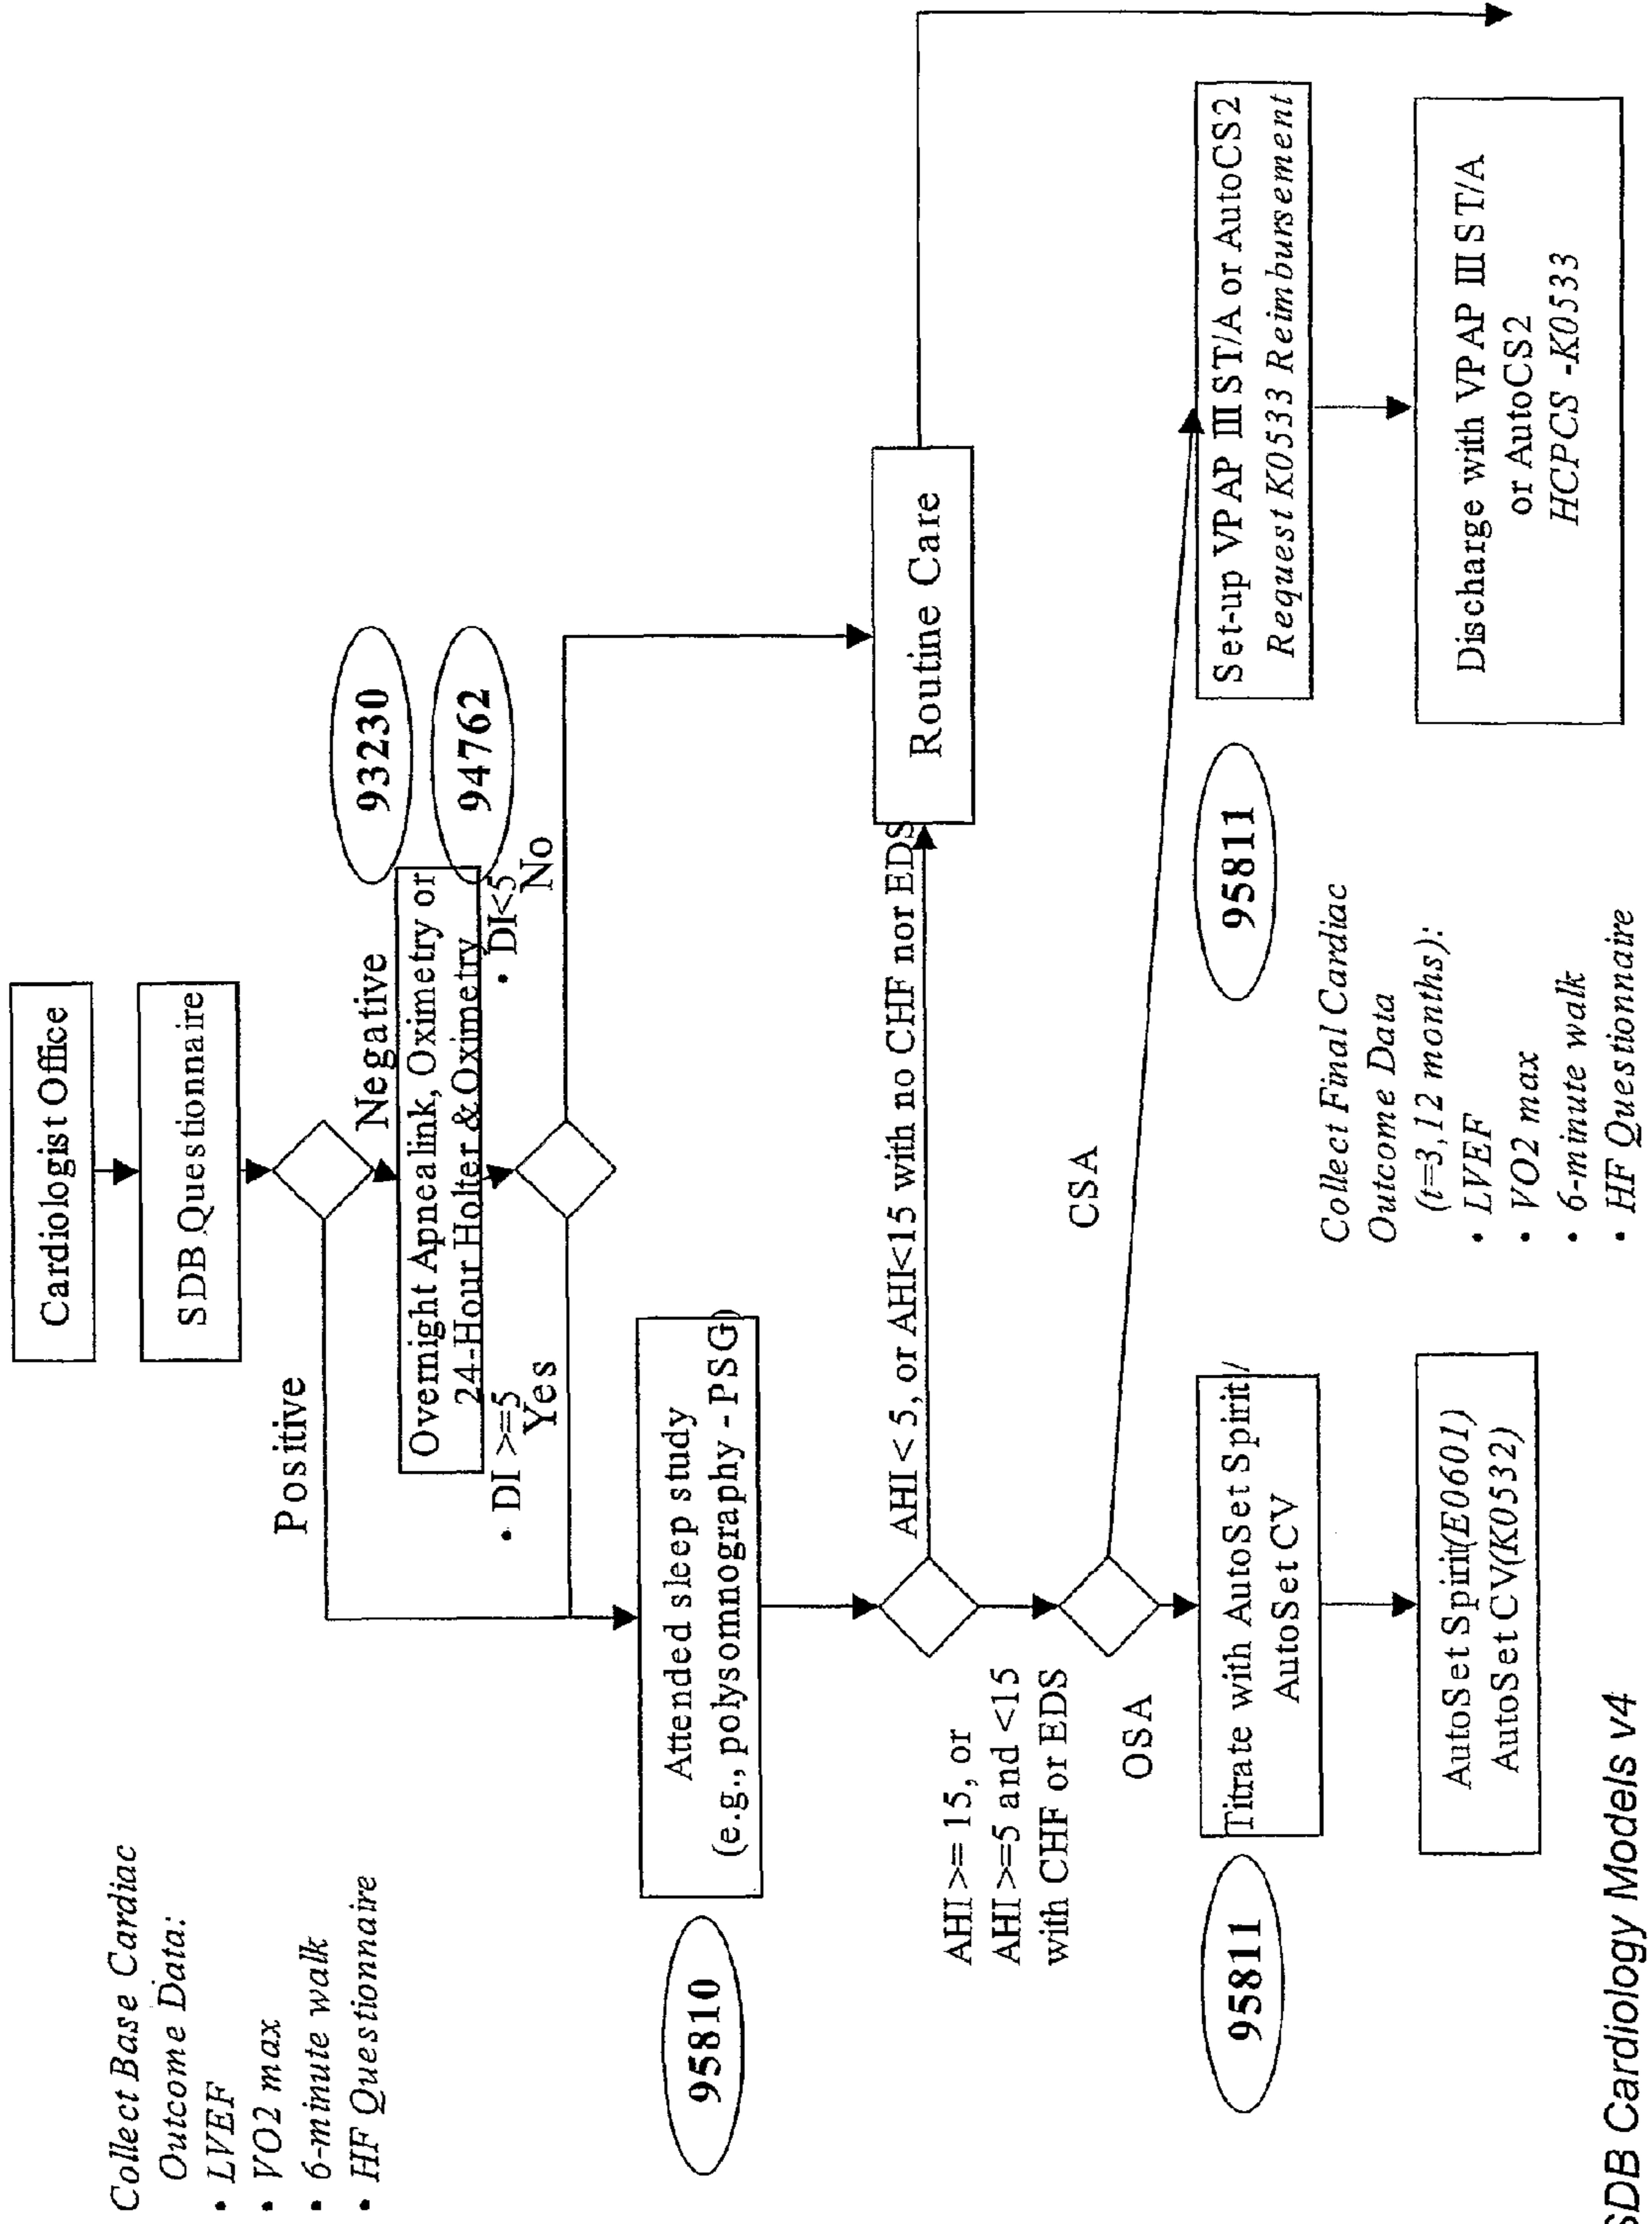 Collect Base Cardiac
Outcome Data:
• LVEF
• VO2 max
• 6-minute walk
• HF Questionnaire
Cardiologist Office
SDB Questionnaire
Positive
Negative
Overnight Apnealink, Oximetry or
24-Hour Holter & Oximetry
93230
94762
• DI >=5
Yes
• DI<5
No
95810
Attended sleep study
(e.g., polysomnography - PSG)
Routine Care
AHI < 5, or AHI<15 with no CHF nor EDS
AHI >= 15, or
AHI >=5 and <15
with CHF or EDS
OSA
CSA
95811
Titrate with AutoSet Spirit/
AutoSet CV
95811
Set-up VPAP III ST/A or AutoCS2
Request K0533 Reimbursement
AutoSet Spirit(E0601)
AutoSet CV(K0532)
Collect Final Cardiac
Outcome Data
(t=3,12 months):
• LVEF
• VO2 max
• 6-minute walk
• HF Questionnaire
Discharge with VPAP III ST/A
or AutoCS2
HCPCS -K0533
SDB Cardiology Models v4